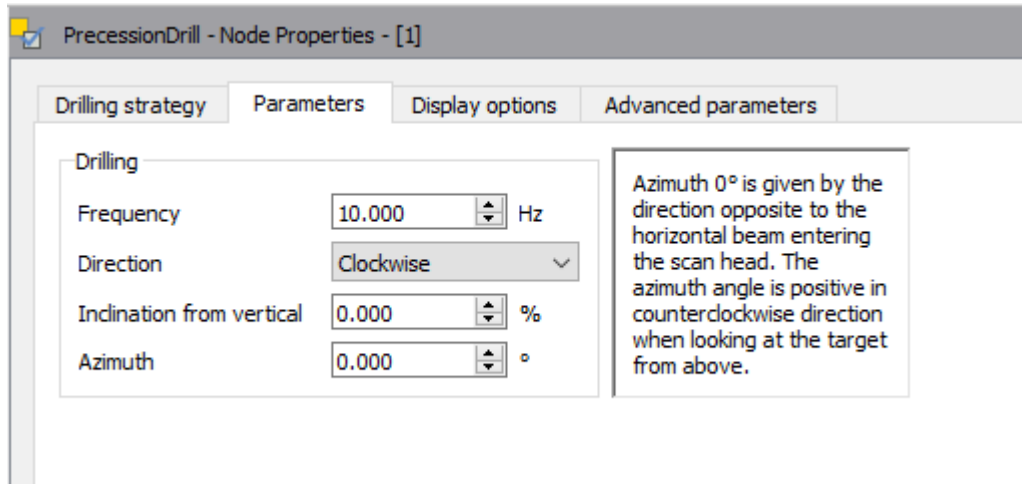 PrecessionDrill - Node Properties - [1]
Drilling strategy Parameters Display options Advanced parameters
Drilling
Frequency 10.000 Hz
Direction Clockwise
Inclination from vertical 0.000 %
Azimuth 0.000 °
Azimuth 0° is given by the
direction opposite to the
horizontal beam entering
the scan head. The
azimuth angle is positive in
counterclockwise direction
when looking at the target
from above.